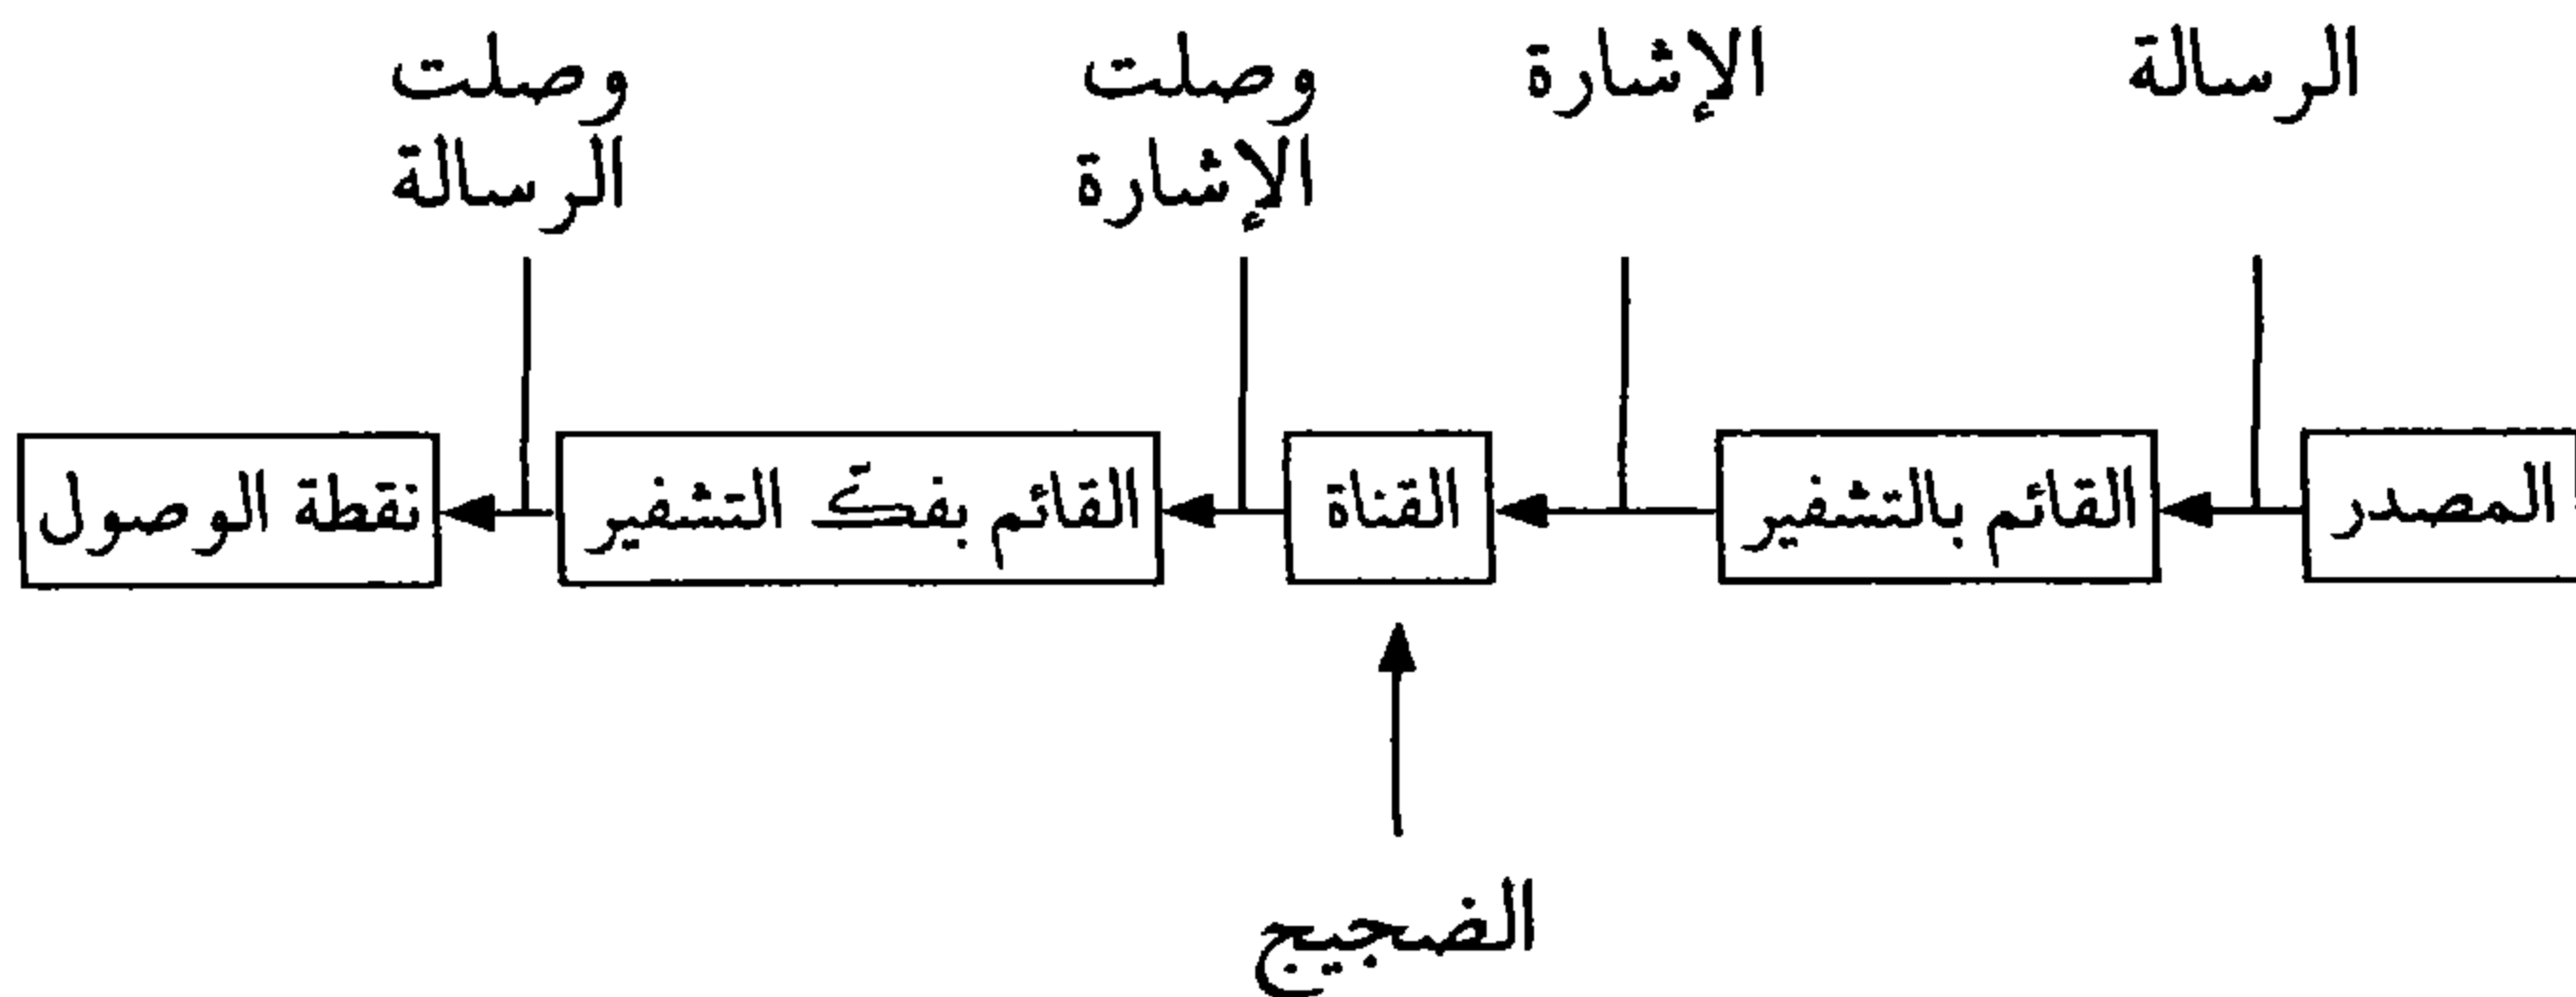 الرسالة
الإشارة
وصلت
الإشارة
وصلت
الرسالة
المصدر
القائم بالتشفير
القناة
القائم بفكّ التشفير
نقطة الوصول
الضجيج